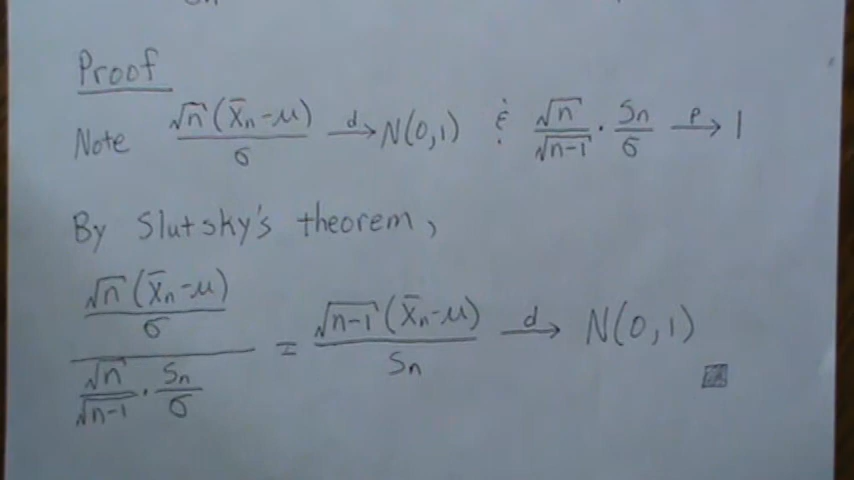 Proof
Note √n(X̄n-μ)/σ →d N(0,1) & √n/√n-1 · Sn/σ →p 1
By Slutsky's theorem,
√n(X̄n-μ)/σ / √n/√n-1 · Sn/σ = √n-1(X̄n-μ)/Sn →d N(0,1)